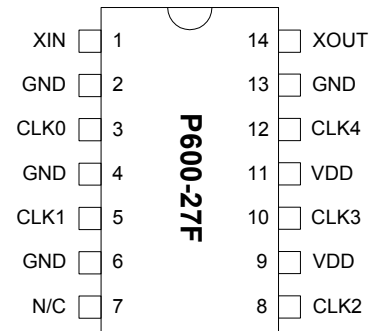 XIN 1 14 XOUT
GND 2 13 GND
CLK0 3 12 CLK4
GND 4 11 VDD
CLK1 5 10 CLK3
GND 6 9 VDD
N/C 7 8 CLK2
P600-27F